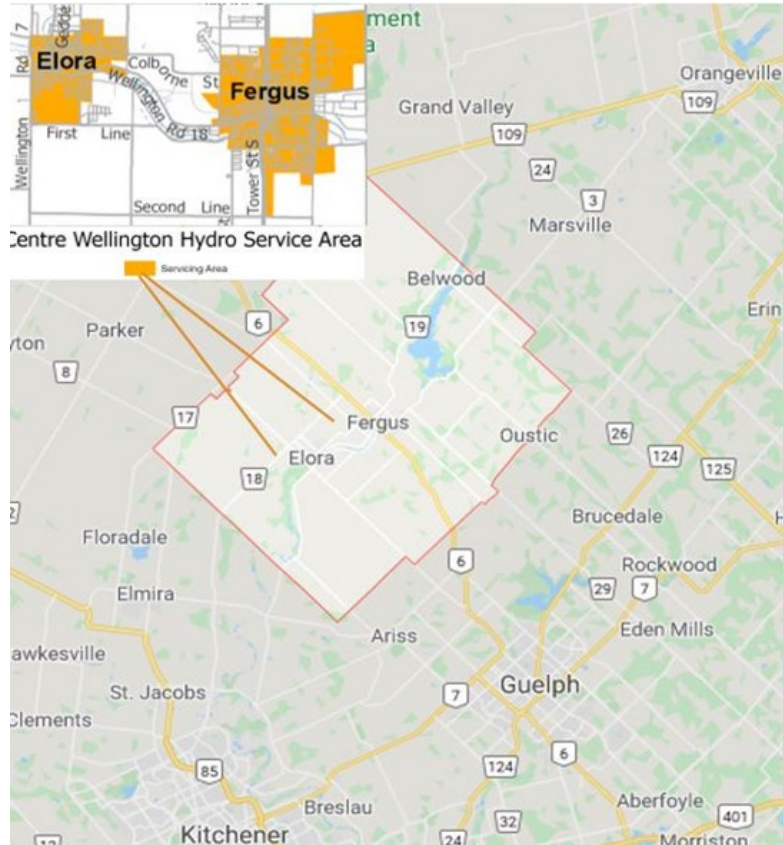 7
Rd
Wellington
Gedde
Elora
Colborne
St
Wellington
Rd 18
Fergus
First Line
Tower St S
Second Line
Centre Wellington Hydro Service Area
Servicing Area
ment
a
Orangeville
109
Grand Valley
109
24
3
Marsville
Belwood
Erin
6
19
Parker
yton
8
17
Fergus
Oustic
26
Elora
124
18
125
Brucedale
Floradale
6
Rockwood
29
7
Elmira
Eden Mills
Ariss
awkesville
Guelph
St. Jacobs
7
Clements
6
85
124
Aberfoyle
Breslau
32
401
Kitchener
24
Morriston